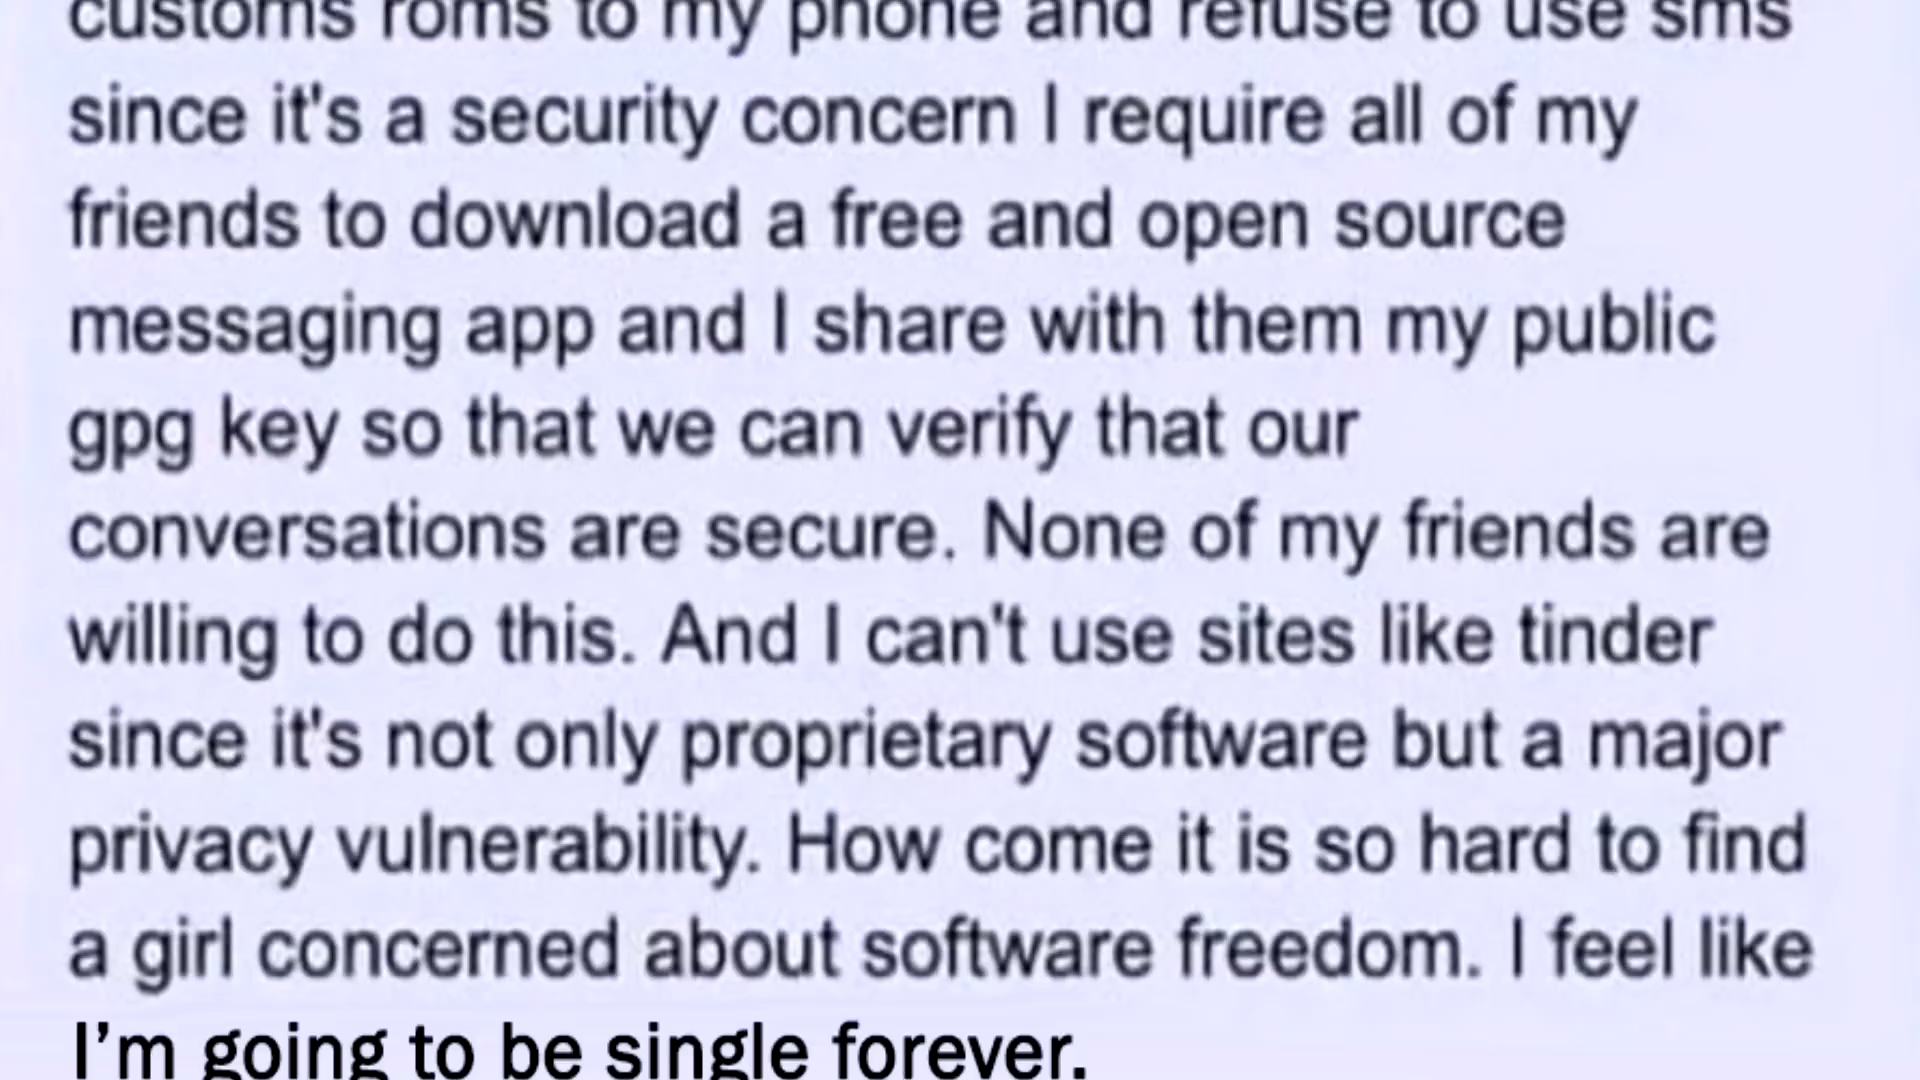 customs roms to my phone and refuse to use sms
since it's a security concern I require all of my
friends to download a free and open source
messaging app and I share with them my public
gpg key so that we can verify that our
conversations are secure. None of my friends are
willing to do this. And I can't use sites like tinder
since it's not only proprietary software but a major
privacy vulnerability. How come it is so hard to find
a girl concerned about software freedom. I feel like
I’m going to be single forever.